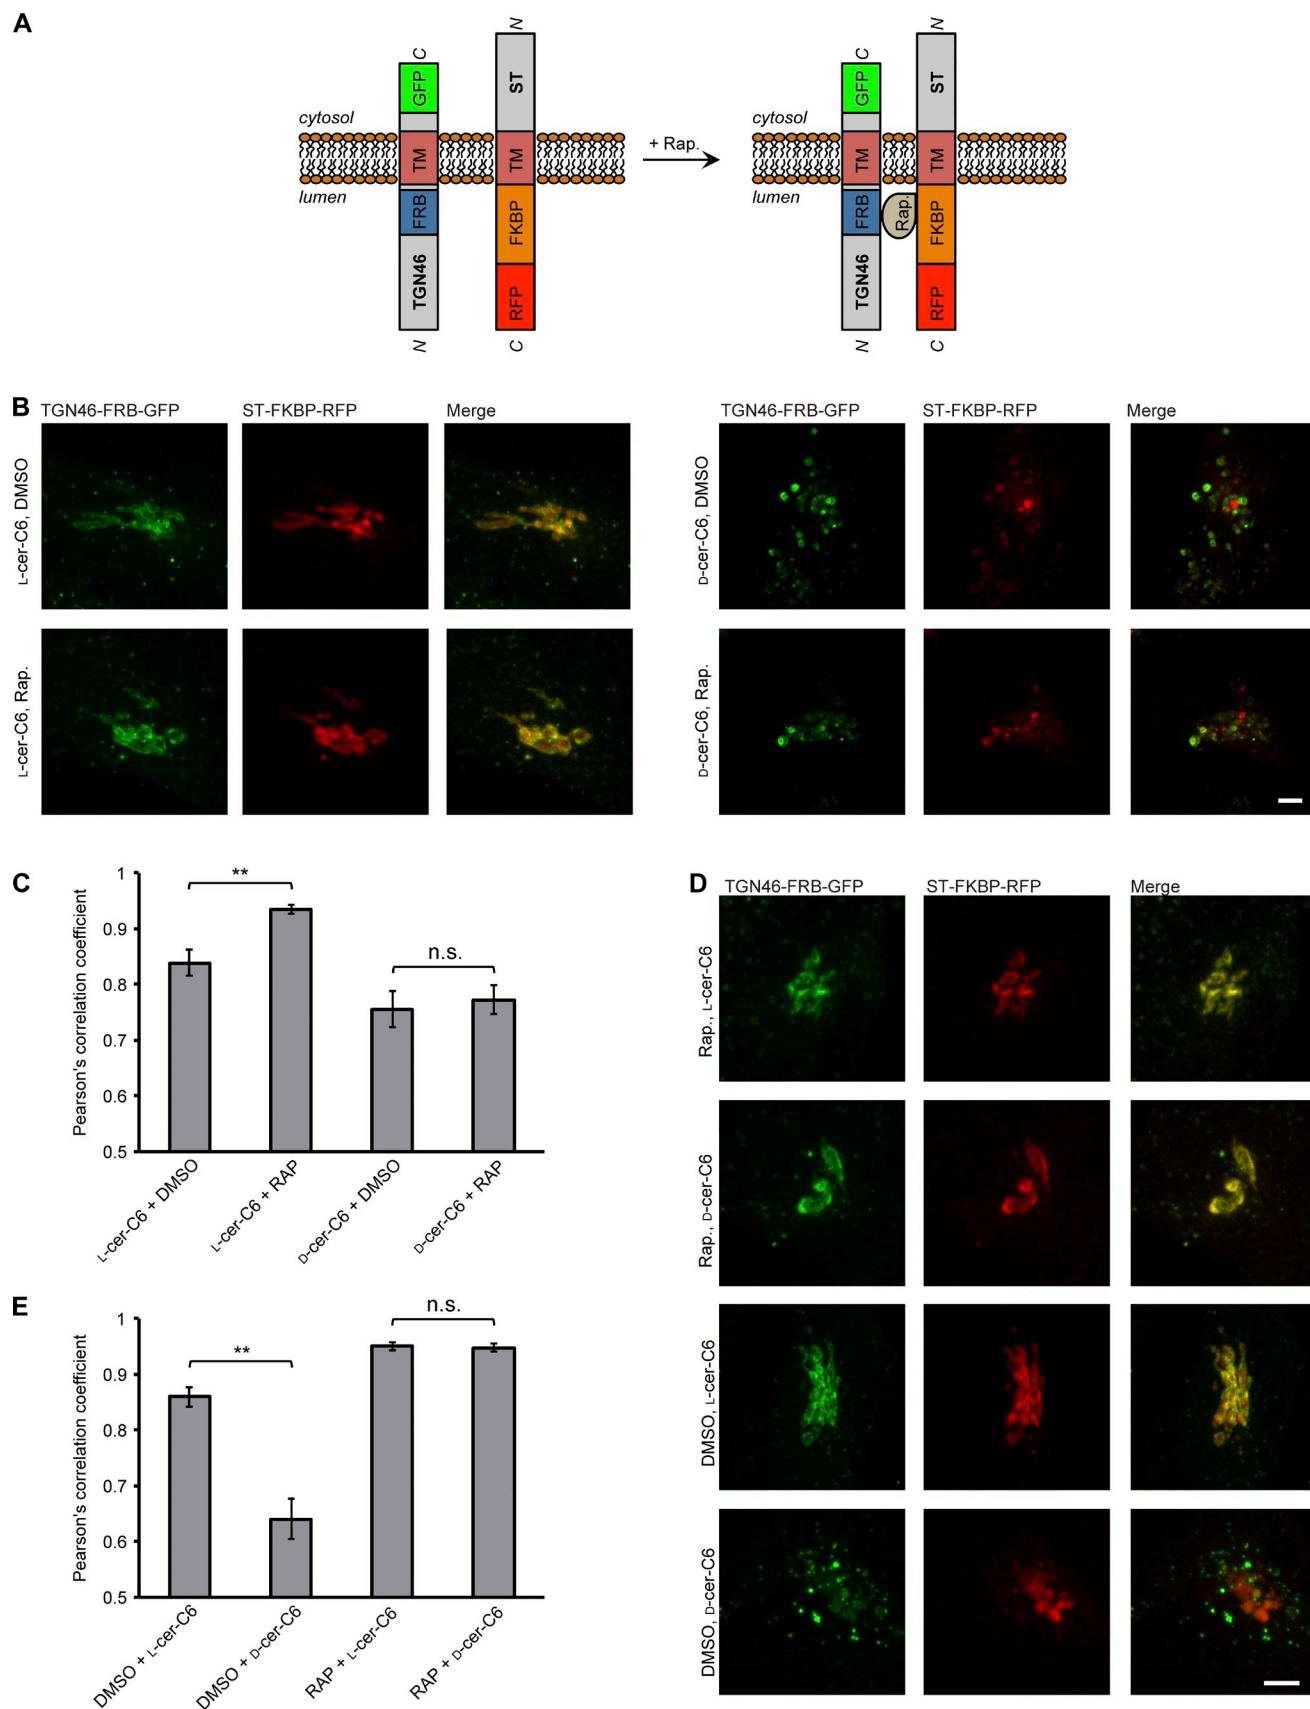 A
N
C
GFP
ST
cytosol
TM
TM
lumen
FRB
FKBP
TGN46
RFP
N
C
+ Rap.
N
C
GFP
ST
cytosol
TM
TM
lumen
FRB
Rap.
FKBP
TGN46
RFP
N
C
B
TGN46-FRB-GFP
ST-FKBP-RFP
Merge
TGN46-FRB-GFP
ST-FKBP-RFP
Merge
L-cer-C6, DMSO
D-cer-C6, DMSO
L-cer-C6, Rap.
D-cer-C6, Rap.
C
Pearson's correlation coefficient
1
0.9
0.8
0.7
0.6
0.5
**
n.s.
L-cer-C6 + DMSO
L-cer-C6 + RAP
D-cer-C6 + DMSO
D-cer-C6 + RAP
D
TGN46-FRB-GFP
ST-FKBP-RFP
Merge
Rap., L-cer-C6
Rap., D-cer-C6
DMSO, L-cer-C6
DMSO, D-cer-C6
E
Pearson's correlation coefficient
1
0.9
0.8
0.7
0.6
0.5
**
n.s.
DMSO + L-cer-C6
DMSO + D-cer-C6
RAP + L-cer-C6
RAP + D-cer-C6